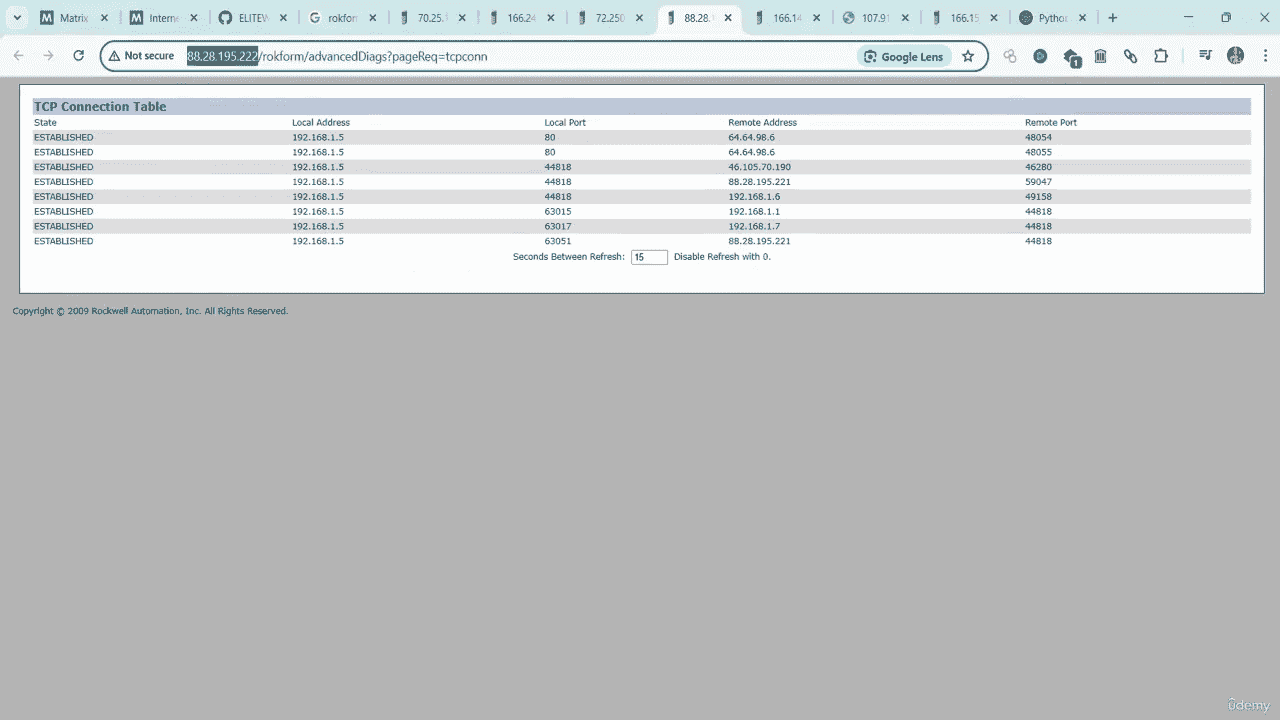 Matrix
Interne
ELITEW
rokfor
70.25.
166.24
72.250
88.28.
166.14
107.9
166.15
Pytho
Not secure
88.28.195.222/rokform/advancedDiags?pageReq=tcpconn
Google Lens
1
TCP Connection Table
State Local Address Local Port Remote Address Remote Port
ESTABLISHED 192.168.1.5 80 64.64.98.6 48054
ESTABLISHED 192.168.1.5 80 64.64.98.6 48055
ESTABLISHED 192.168.1.5 44818 46.105.70.190 46280
ESTABLISHED 192.168.1.5 44818 88.28.195.221 59047
ESTABLISHED 192.168.1.5 44818 192.168.1.6 49158
ESTABLISHED 192.168.1.5 63015 192.168.1.1 44818
ESTABLISHED 192.168.1.5 63017 192.168.1.7 44818
ESTABLISHED 192.168.1.5 63051 88.28.195.221 44818
Seconds Between Refresh: 15 Disable Refresh with 0.
Copyright © 2009 Rockwell Automation, Inc. All Rights Reserved.
ûdemy